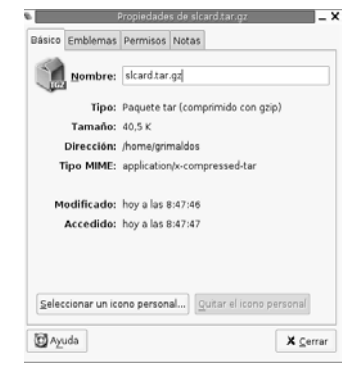 Propiedades de slcard.tar.gz
Básico Emblemas Permisos Notas
TGZ
Nombre: slcard.tar.gz
Tipo: Paquete tar (comprimido con gzip)
Tamaño: 40,5 K
Dirección: /home/grimaldos
Tipo MIME: application/x-compressed-tar
Modificado: hoy a las 8:47:46
Accedido: hoy a las 8:47:47
Seleccionar un icono personal... Quitar el icono personal
Ayuda Cerrar